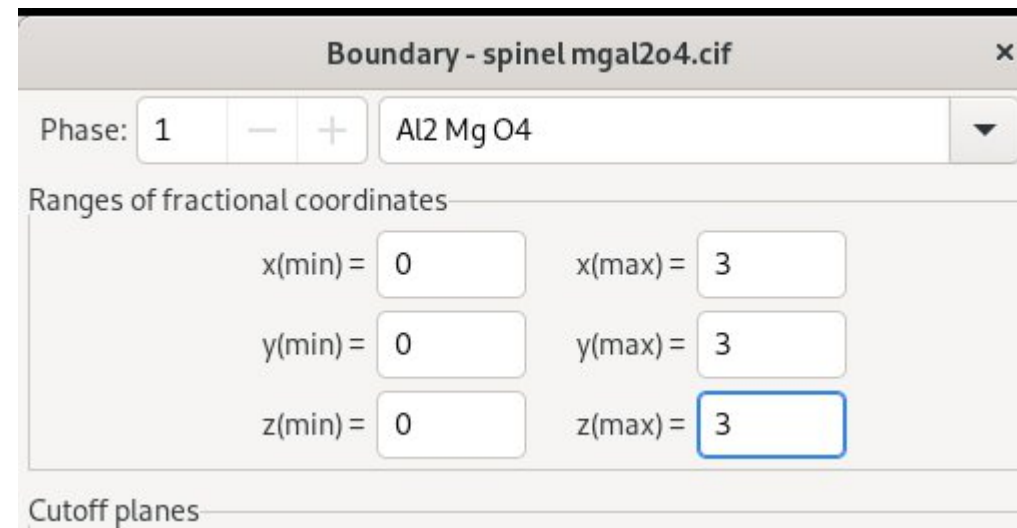 Boundary - spinel mgal2o4.cif ×
Phase: 1 − + Al2 Mg O4
Ranges of fractional coordinates
x(min) = 0 x(max) = 3
y(min) = 0 y(max) = 3
z(min) = 0 z(max) = 3
Cutoff planes